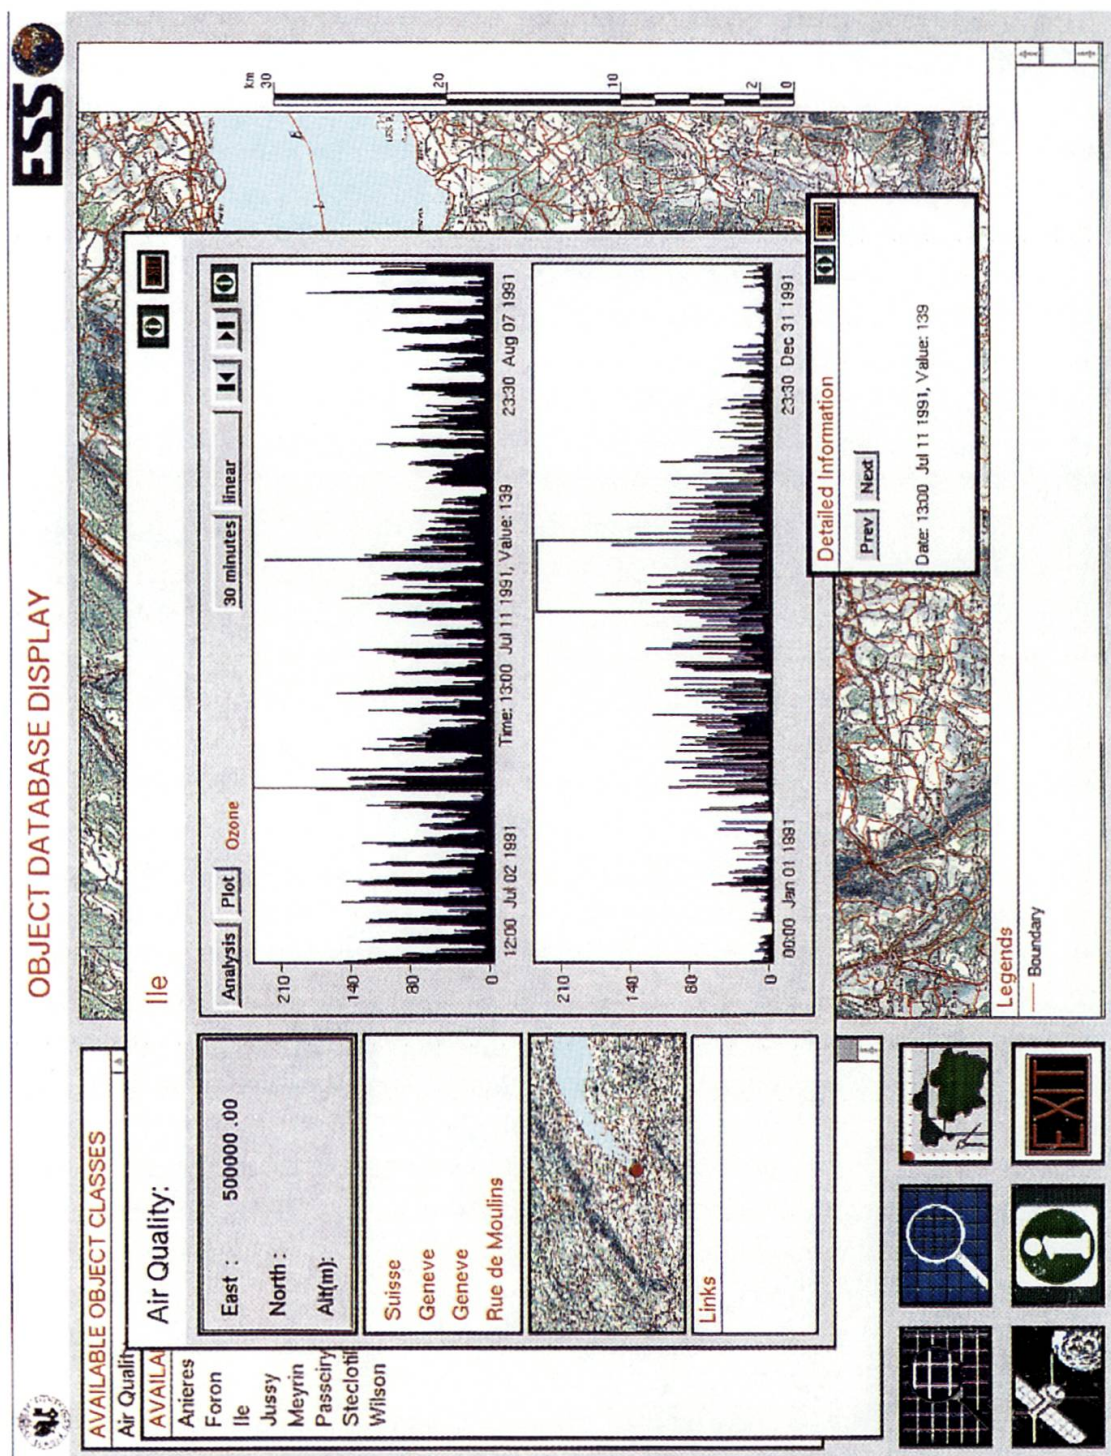 OBJECT DATABASE DISPLAY
ESS
AVAILABLE OBJECT CLASSES
Air Quality
AVAILA
Anieres
Foron
Ile
Jussy
Meyrin
Passeiry
Steclotil
Wilson
Air Quality: Ile
East : 500000.00
North :
Alt(m):
Suisse
Geneve
Geneve
Rue de Moulins
Links
Analysis Plot Ozone 30 minutes linear
210
140
80
0
12:00 Jul 02 1991 Time: 13:00 Jul 11 1991, Value: 139 23:30 Aug 07 1991
210
140
80
0
00:00 Jan 01 1991 23:30 Dec 31 1991
km
30 20 10 2 0
Detailed Information
Prev Next
Date: 13:00 Jul 11 1991, Value: 139
Legends
Boundary
EXIT